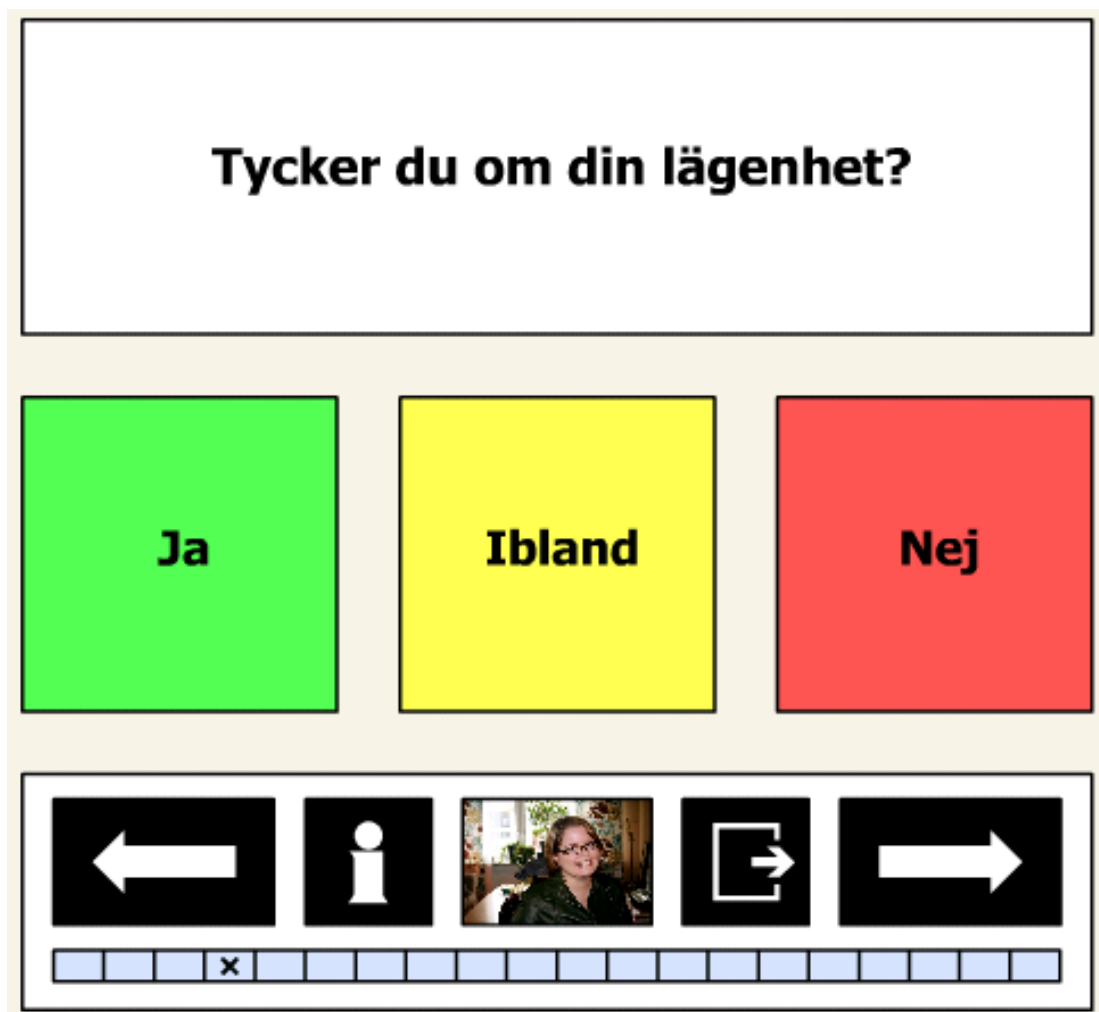 Tycker du om din lägenhet?
Ja
Ibland
Nej
i
x